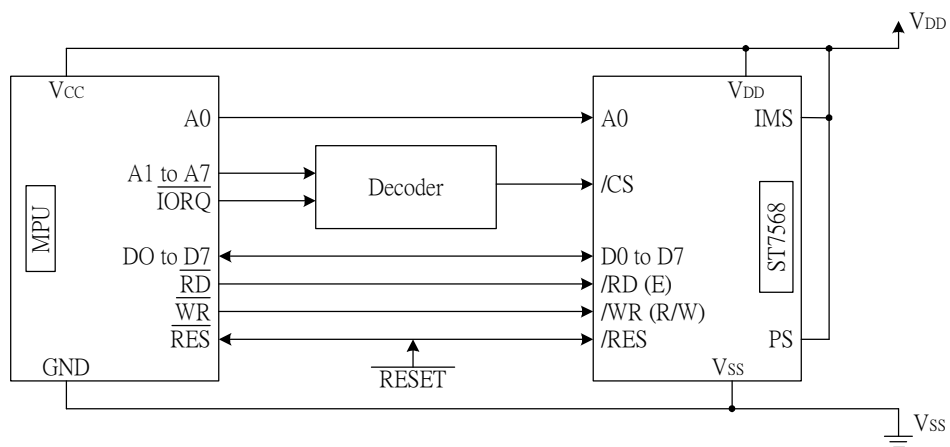 VDD
VCC
A0
A1 to A7
IORQ
MPU
DO to D7
RD
WR
RES
GND
Decoder
RESET
VDD
A0
IMS
/CS
ST7568
D0 to D7
/RD (E)
/WR (R/W)
/RES
PS
VSS
VSS